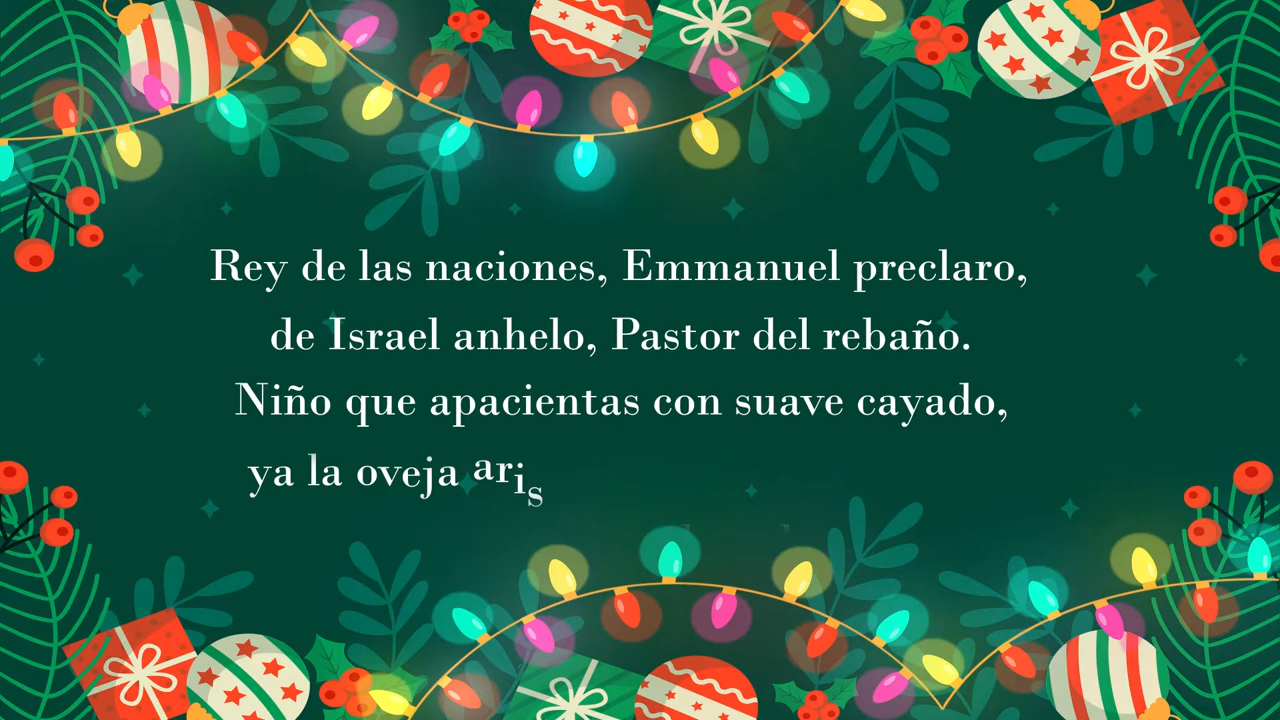 Rey de las naciones, Emmanuel preclaro,
de Israel anhelo, Pastor del rebaño.
Niño que apacientas con suave cayado,
ya la oveja aris